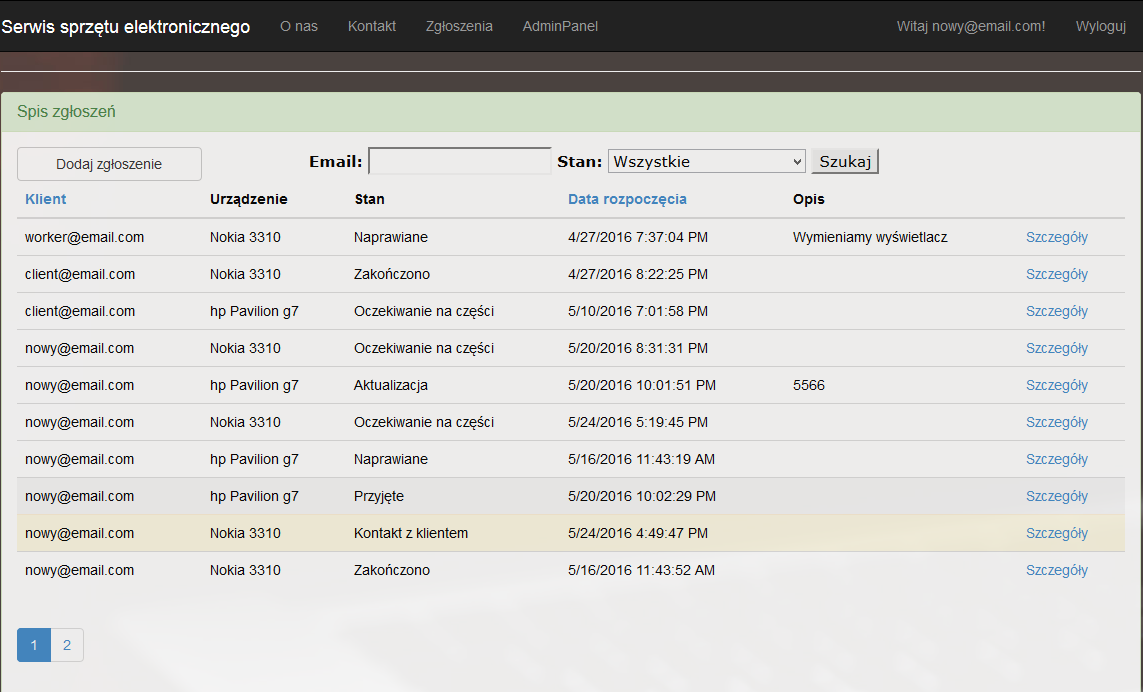 Serwis sprzętu elektronicznego O nas Kontakt Zgłoszenia AdminPanel Witaj nowy@email.com! Wyloguj
Spis zgłoszeń
Dodaj zgłoszenie Email: Stan: Wszystkie Szukaj
Klient Urządzenie Stan Data rozpoczęcia Opis
worker@email.com Nokia 3310 Naprawiane 4/27/2016 7:37:04 PM Wymieniamy wyświetlacz Szczegóły
client@email.com Nokia 3310 Zakończono 4/27/2016 8:22:25 PM Szczegóły
client@email.com hp Pavilion g7 Oczekiwanie na części 5/10/2016 7:01:58 PM Szczegóły
nowy@email.com Nokia 3310 Oczekiwanie na części 5/20/2016 8:31:31 PM Szczegóły
nowy@email.com hp Pavilion g7 Aktualizacja 5/20/2016 10:01:51 PM 5566 Szczegóły
nowy@email.com Nokia 3310 Oczekiwanie na części 5/24/2016 5:19:45 PM Szczegóły
nowy@email.com hp Pavilion g7 Naprawiane 5/16/2016 11:43:19 AM Szczegóły
nowy@email.com hp Pavilion g7 Przyjęte 5/20/2016 10:02:29 PM Szczegóły
nowy@email.com Nokia 3310 Kontakt z klientem 5/24/2016 4:49:47 PM Szczegóły
nowy@email.com Nokia 3310 Zakończono 5/16/2016 11:43:52 AM Szczegóły
1 2